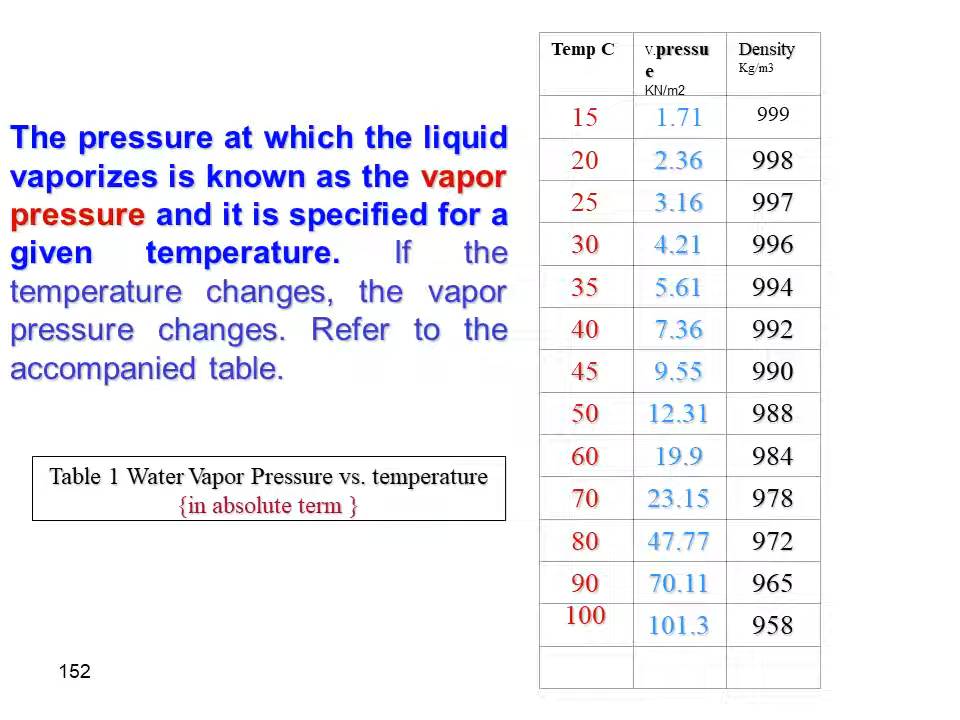 The pressure at which the liquid
vaporizes is known as the vapor
pressure and it is specified for a
given temperature. If the
temperature changes, the vapor
pressure changes. Refer to the
accompanied table.
Table 1 Water Vapor Pressure vs. temperature
{in absolute term }
152
Temp C v.pressu Density
e Kg/m3
KN/m2
15 1.71 999
20 2.36 998
25 3.16 997
30 4.21 996
35 5.61 994
40 7.36 992
45 9.55 990
50 12.31 988
60 19.9 984
70 23.15 978
80 47.77 972
90 70.11 965
100 101.3 958